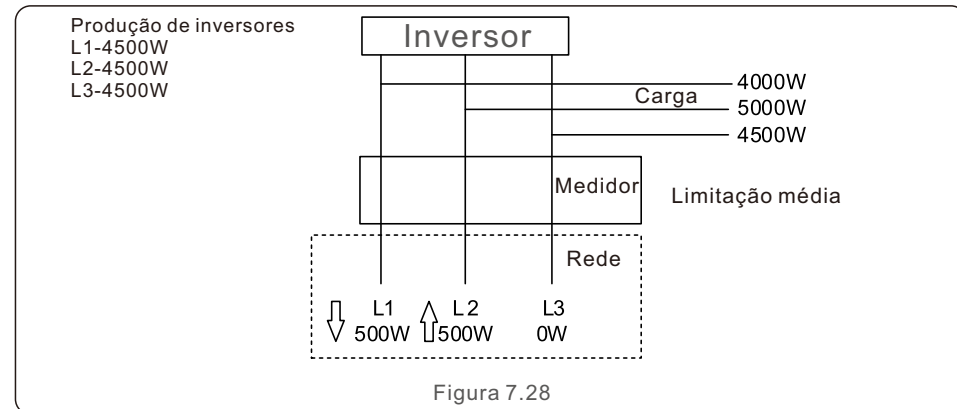 Produção de inversores
L1-4500W
L2-4500W
L3-4500W
Inversor
4000W
Carga
5000W
4500W
Medidor
Limitação média
Rede
L1 L2 L3
500W 500W 0W
Figura 7.28